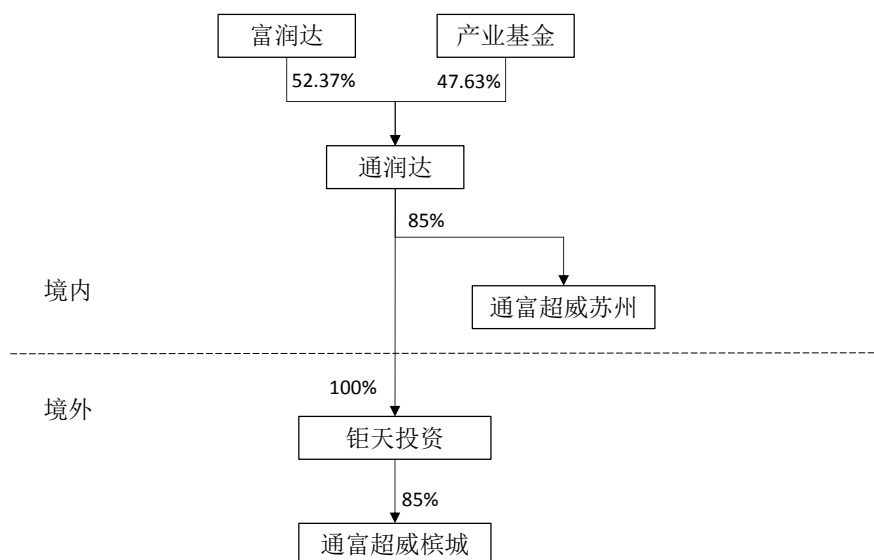 富润达
产业基金
52.37%
47.63%
通润达
85%
境内
通富超威苏州
100%
境外
钜天投资
85%
通富超威槟城